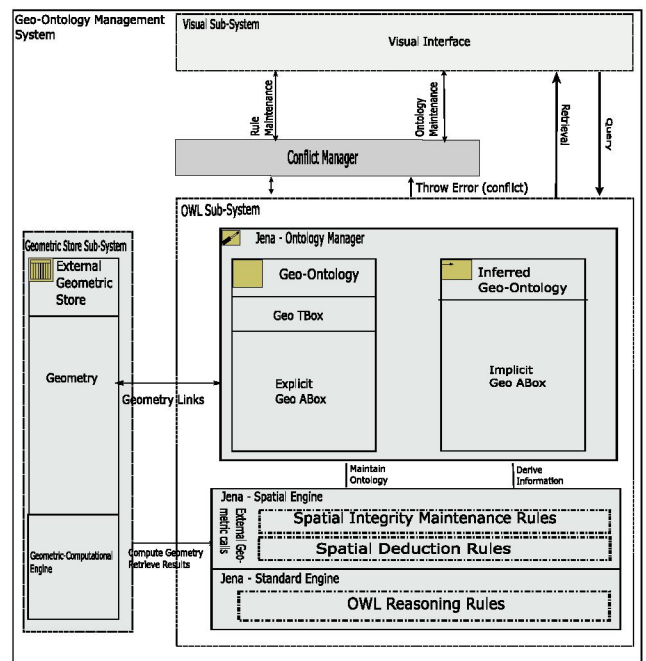 Geo-Ontology Management
System
Visual Sub-System
Visual Interface
Rule
Maintenance
Ontology
Maintenance
Retrieval
Query
Conflict Manager
Throw Error (conflict)
OWL Sub-System
Geometric Store Sub-System
External
Geometric
Store
Geometry
Geometric-Computational
Engine
Geometry Links
Jena - Ontology Manager
Geo-Ontology
Geo TBox
Explicit
Geo ABox
Inferred
Geo-Ontology
Implicit
Geo ABox
Maintain
Ontology
Derive
Information
Compute Geometry
Retrieve Results
Jena - Spatial Engine
External Geo-
metric calls
Spatial Integrity Maintenance Rules
Spatial Deduction Rules
Jena - Standard Engine
OWL Reasoning Rules